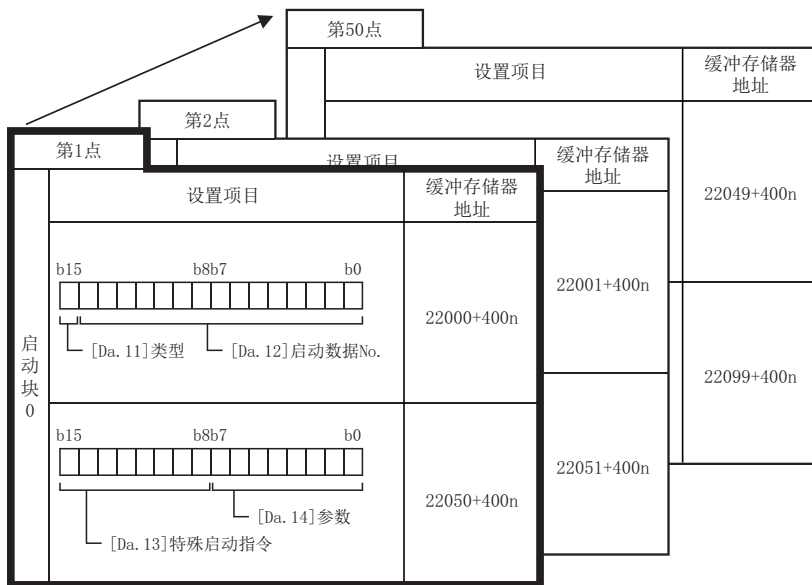 第50点
设置项目
缓冲存储器
地址
22049+400n
22099+400n
第2点
设置项目
缓冲存储器
地址
22001+400n
22051+400n
第1点
设置项目
缓冲存储器
地址
启动块0
b15 b8b7 b0
[Da.11]类型 [Da.12]启动数据No.
22000+400n
b15 b8b7 b0
[Da.14]参数
[Da.13]特殊启动指令
22050+400n